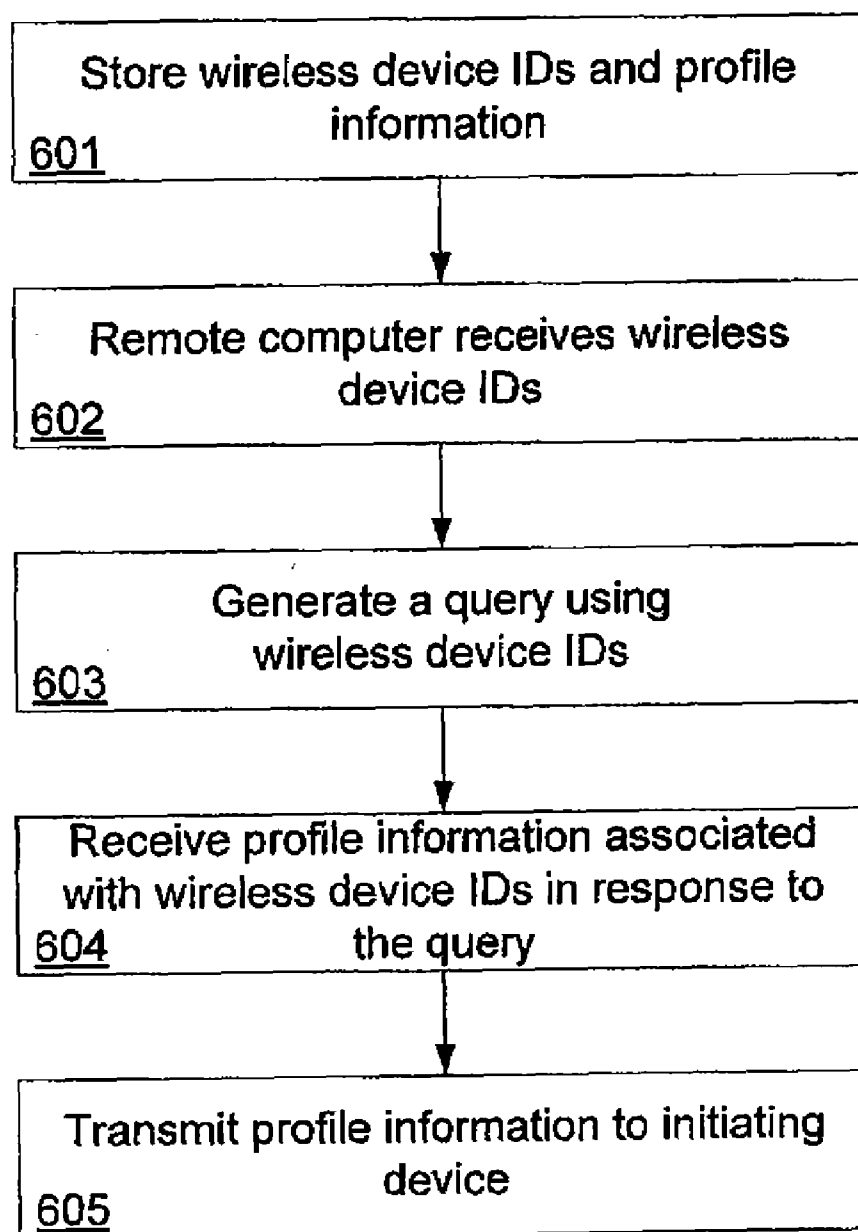 Store wireless device IDs and profile
information
601
Remote computer receives wireless
device IDs
602
Generate a query using
wireless device IDs
603
Receive profile information associated
with wireless device IDs in response to
the query
604
Transmit profile information to initiating
device
605